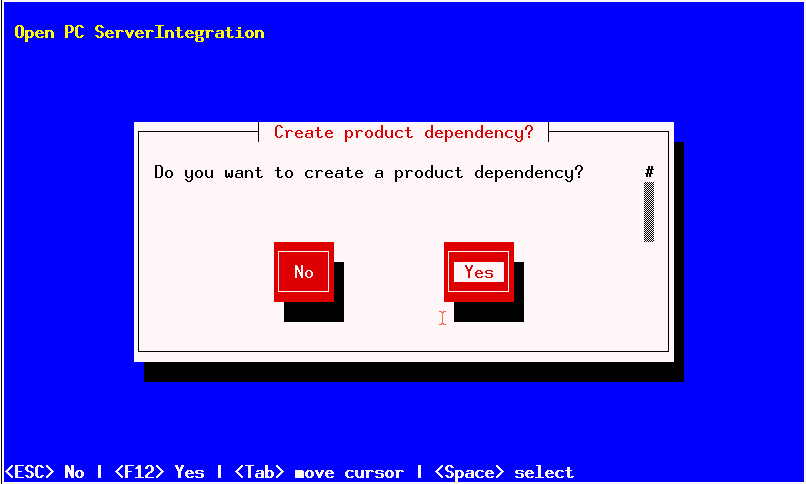 Open PC ServerIntegration
Create product dependency?
Do you want to create a product dependency? #
No Yes
<ESC> No | <F12> Yes | <Tab> move cursor | <Space> select